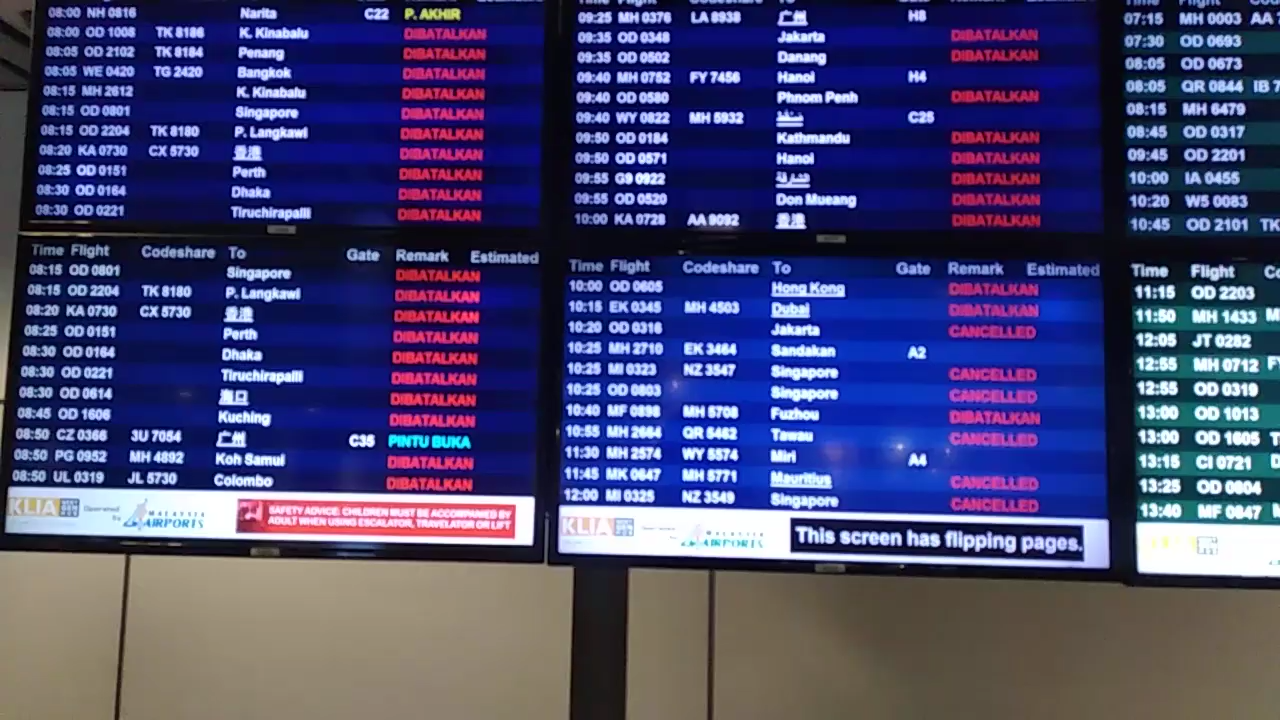 08:00 NH 0816 Narita C22 P. AKHIR
08:00 OD 1008 TK 8186 K. Kinabalu DIBATALKAN
08:05 OD 2102 TK 8184 Penang DIBATALKAN
08:05 WE 0420 TG 2420 Bangkok DIBATALKAN
08:15 MH 2612 K. Kinabalu DIBATALKAN
08:15 OD 0801 Singapore DIBATALKAN
08:15 OD 2204 TK 8180 P. Langkawi DIBATALKAN
08:20 KA 0730 CX 5730 香港 DIBATALKAN
08:25 OD 0151 Perth DIBATALKAN
08:30 OD 0164 Dhaka DIBATALKAN
08:30 OD 0221 Tiruchirapalli DIBATALKAN
Time Flight Codeshare To Gate Remark Estimated
08:15 OD 0801 Singapore DIBATALKAN
08:15 OD 2204 TK 8180 P. Langkawi DIBATALKAN
08:20 KA 0730 CX 5730 香港 DIBATALKAN
08:25 OD 0151 Perth DIBATALKAN
08:30 OD 0164 Dhaka DIBATALKAN
08:30 OD 0221 Tiruchirapalli DIBATALKAN
08:30 OD 0614 海口 DIBATALKAN
08:45 OD 1606 Kuching DIBATALKAN
08:50 CZ 0366 3U 7054 广州 C35 PINTU BUKA
08:50 PG 0952 MH 4892 Koh Samui DIBATALKAN
08:50 UL 0319 JL 5730 Colombo DIBATALKAN
KLIA Operated by MALAYSIA AIRPORTS
SAFETY ADVICE: CHILDREN MUST BE ACCOMPANIED BY
ADULT WHEN USING ESCALATOR, TRAVELATOR OR LIFT
09:25 MH 0376 LA 8938 广州 H8
09:35 OD 0348 Jakarta DIBATALKAN
09:35 OD 0502 Danang DIBATALKAN
09:40 MH 0752 FY 7456 Hanoi H4
09:40 OD 0580 Phnom Penh DIBATALKAN
09:40 WY 0822 MH 5932 C25
09:50 OD 0184 Kathmandu DIBATALKAN
09:50 OD 0571 Hanoi DIBATALKAN
09:55 G9 0922 DIBATALKAN
09:55 OD 0520 Don Mueang DIBATALKAN
10:00 KA 0728 AA 8092 香港 DIBATALKAN
Time Flight Codeshare To Gate Remark Estimated
10:00 OD 0605 Hong Kong DIBATALKAN
10:15 EK 0345 MH 4503 Dubai DIBATALKAN
10:20 OD 0316 Jakarta CANCELLED
10:25 MH 2710 EK 3464 Sandakan A2
10:25 MI 0323 NZ 3547 Singapore CANCELLED
10:25 OD 0803 Singapore CANCELLED
10:40 MF 0898 MH 5708 Fuzhou DIBATALKAN
10:55 MH 2664 QR 5462 Tawau CANCELLED
11:30 MH 2574 WY 5574 Miri A4
11:45 MK 0647 MH 5771 Mauritius CANCELLED
12:00 MI 0325 NZ 3549 Singapore CANCELLED
KLIA MALAYSIA AIRPORTS
This screen has flipping pages.
07:15 MH 0003 AA
07:30 OD 0693
08:05 OD 0673
08:05 QR 0844 IB
08:15 MH 6479
08:45 OD 0317
09:45 OD 2201
10:00 IA 0455
10:20 W5 0083
10:45 OD 2101 TK
Time Flight
11:15 OD 2203
11:50 MH 1433
12:05 JT 0282
12:55 MH 0712
12:55 OD 0319
13:00 OD 1013
13:00 OD 1605
13:15 CI 0721
13:25 OD 0804
13:40 MF 0847